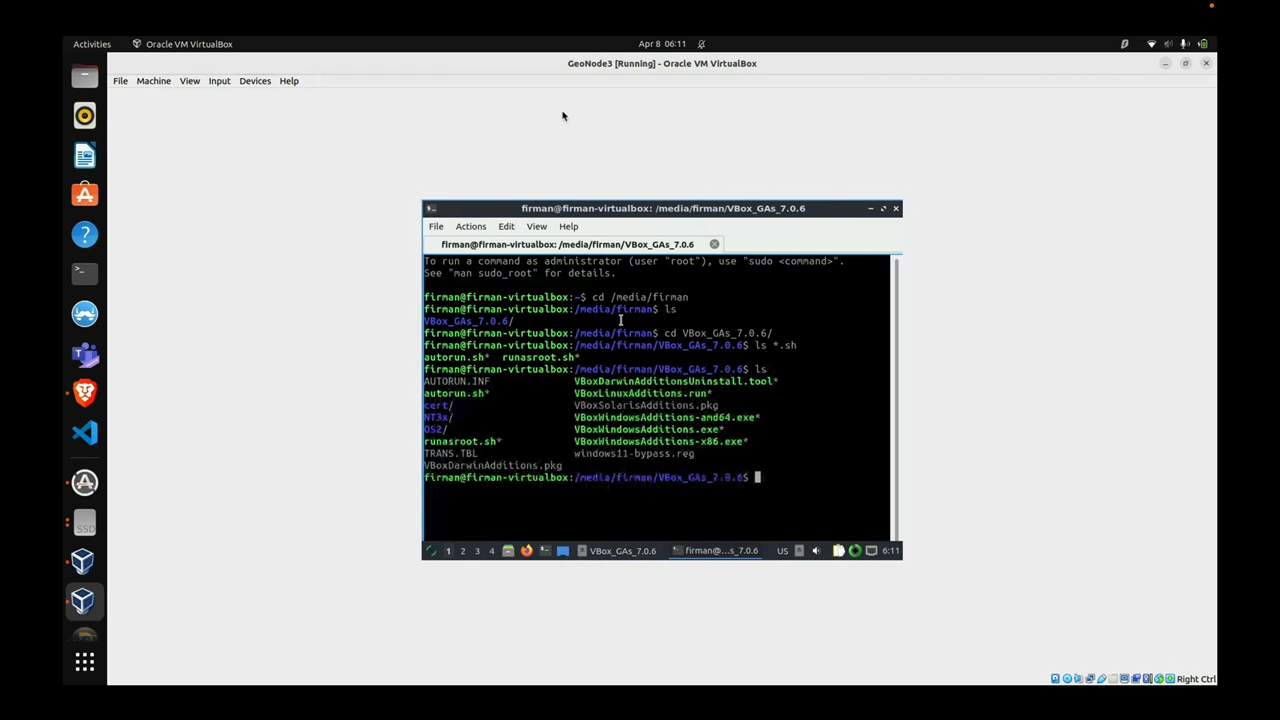 Activities
Oracle VM VirtualBox
Apr 8 06:11
GeoNode3 [Running] - Oracle VM VirtualBox
File Machine View Input Devices Help
firman@firman-virtualbox: /media/firman/VBox_GAs_7.0.6
File Actions Edit View Help
firman@firman-virtualbox: /media/firman/VBox_GAs_7.0.6
To run a command as administrator (user "root"), use "sudo <command>".
See "man sudo_root" for details.
firman@firman-virtualbox:~$ cd /media/firman
firman@firman-virtualbox:/media/firman$ ls
VBox_GAs_7.0.6/
firman@firman-virtualbox:/media/firman$ cd VBox_GAs_7.0.6/
firman@firman-virtualbox:/media/firman/VBox_GAs_7.0.6$ ls *.sh
autorun.sh* runasroot.sh*
firman@firman-virtualbox:/media/firman/VBox_GAs_7.0.6$ ls
AUTORUN.INF VBoxDarwinAdditionsUninstall.tool*
autorun.sh* VBoxLinuxAdditions.run*
cert/ VBoxSolarisAdditions.pkg
NT3x/ VBoxWindowsAdditions-amd64.exe*
OS2/ VBoxWindowsAdditions.exe*
runasroot.sh* VBoxWindowsAdditions-x86.exe*
TRANS.TBL windows11-bypass.reg
VBoxDarwinAdditions.pkg
firman@firman-virtualbox:/media/firman/VBox_GAs_7.0.6$
1 2 3 4 VBox_GAs_7.0.6 firman@...s_7.0.6 US 6:11
SSD
Right Ctrl